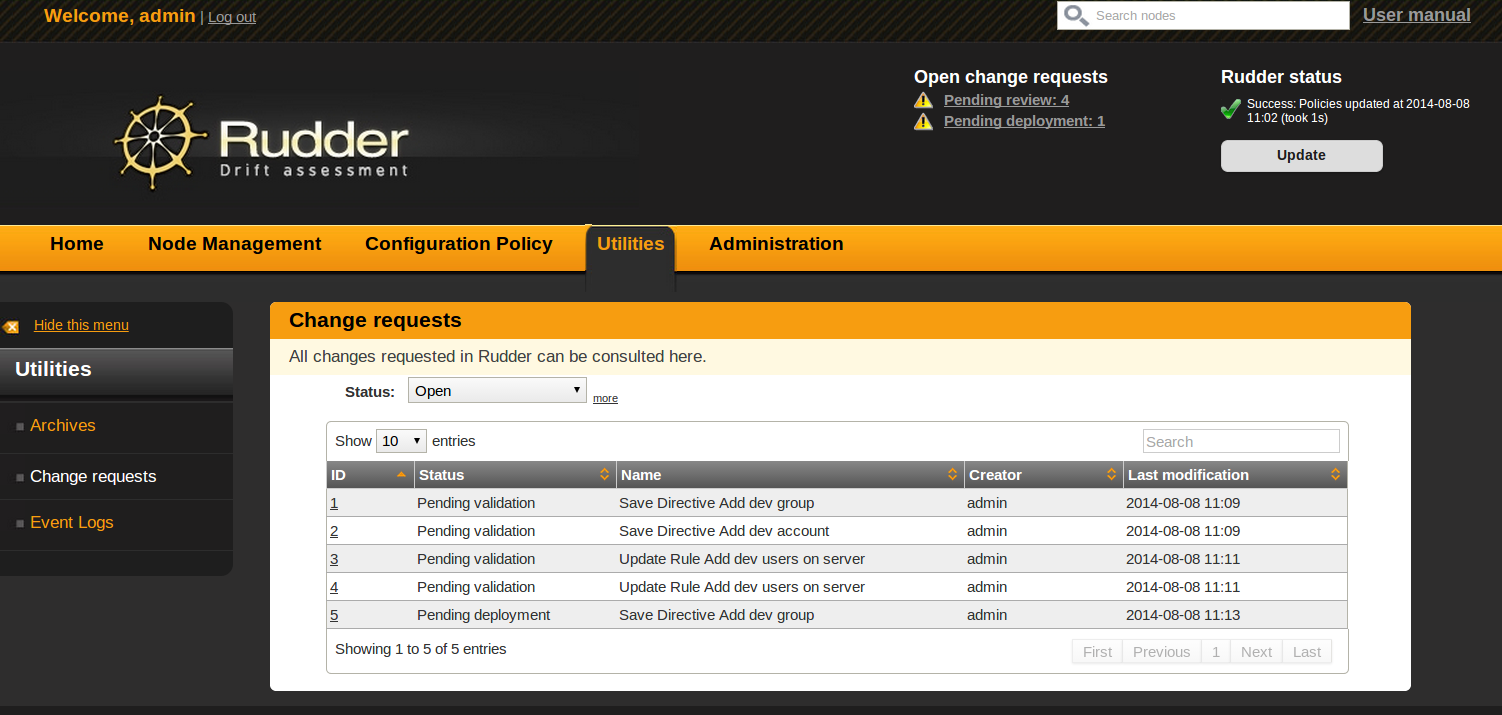 Welcome, admin | Log out
Search nodes
User manual
Rudder
Drift assessment
Open change requests
Pending review: 4
Pending deployment: 1
Rudder status
Success: Policies updated at 2014-08-08
11:02 (took 1s)
Update
Home Node Management Configuration Policy Utilities Administration
Hide this menu
Utilities
Archives
Change requests
Event Logs
Change requests
All changes requested in Rudder can be consulted here.
Status: Open more
Show 10 entries Search
ID Status Name Creator Last modification
1 Pending validation Save Directive Add dev group admin 2014-08-08 11:09
2 Pending validation Save Directive Add dev account admin 2014-08-08 11:09
3 Pending validation Update Rule Add dev users on server admin 2014-08-08 11:11
4 Pending validation Update Rule Add dev users on server admin 2014-08-08 11:11
5 Pending deployment Save Directive Add dev group admin 2014-08-08 11:13
Showing 1 to 5 of 5 entries First Previous 1 Next Last